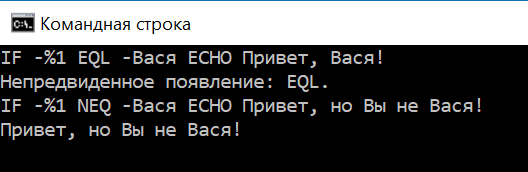 Командная строка
IF -%1 EQL -Вася ECHO Привет, Вася!
Непредвиденное появление: EQL.
IF -%1 NEQ -Вася ECHO Привет, но Вы не Вася!
Привет, но Вы не Вася!